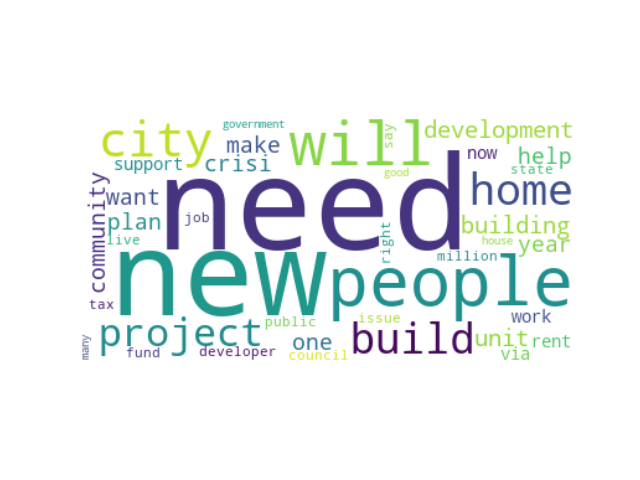 government
city will say development
make now help
support crisi good state
community want need home
plan job building
live right house year
new people million
tax
project public issue work
one build unit rent
many fund developer council via